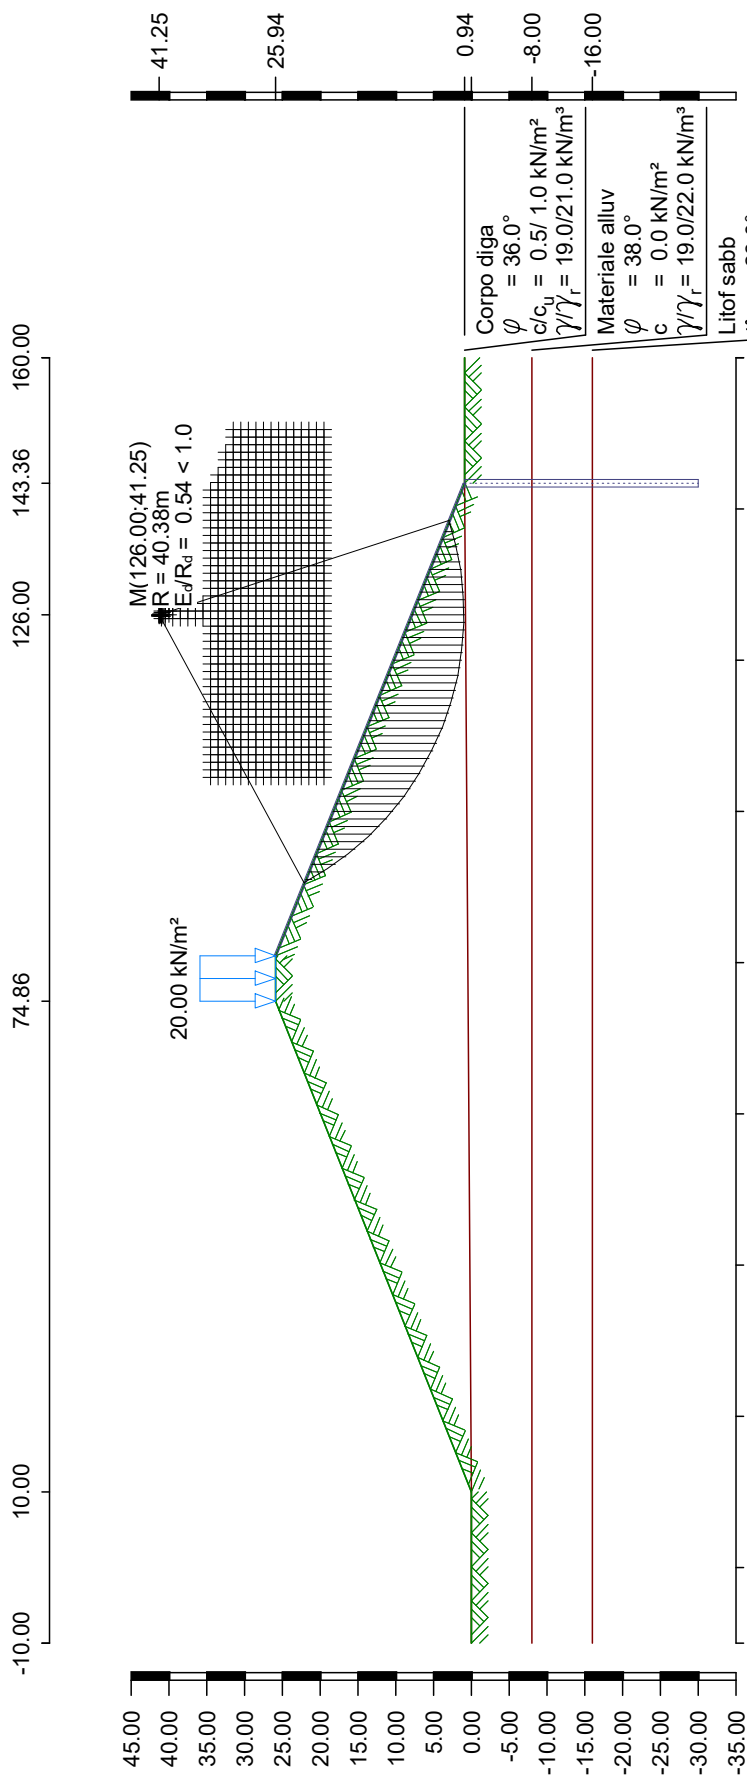 -10.00
10.00
74.86
126.00
143.36
160.00
M(126.00;41.25)
R = 40.38m
E_d/R_d = 0.54 < 1.0
20.00 kN/m²
41.25
25.94
0.94
-8.00
-16.00
Corpo diga
φ = 36.0°
c/c_u = 0.5/ 1.0 kN/m²
γ/γ_r = 19.0/21.0 kN/m³
Materiale alluv
φ = 38.0°
c = 0.0 kN/m²
γ/γ_r = 19.0/22.0 kN/m³
Litof sabb
45.00
40.00
35.00
30.00
25.00
20.00
15.00
10.00
5.00
0.00
-5.00
-10.00
-15.00
-20.00
-25.00
-30.00
-35.00